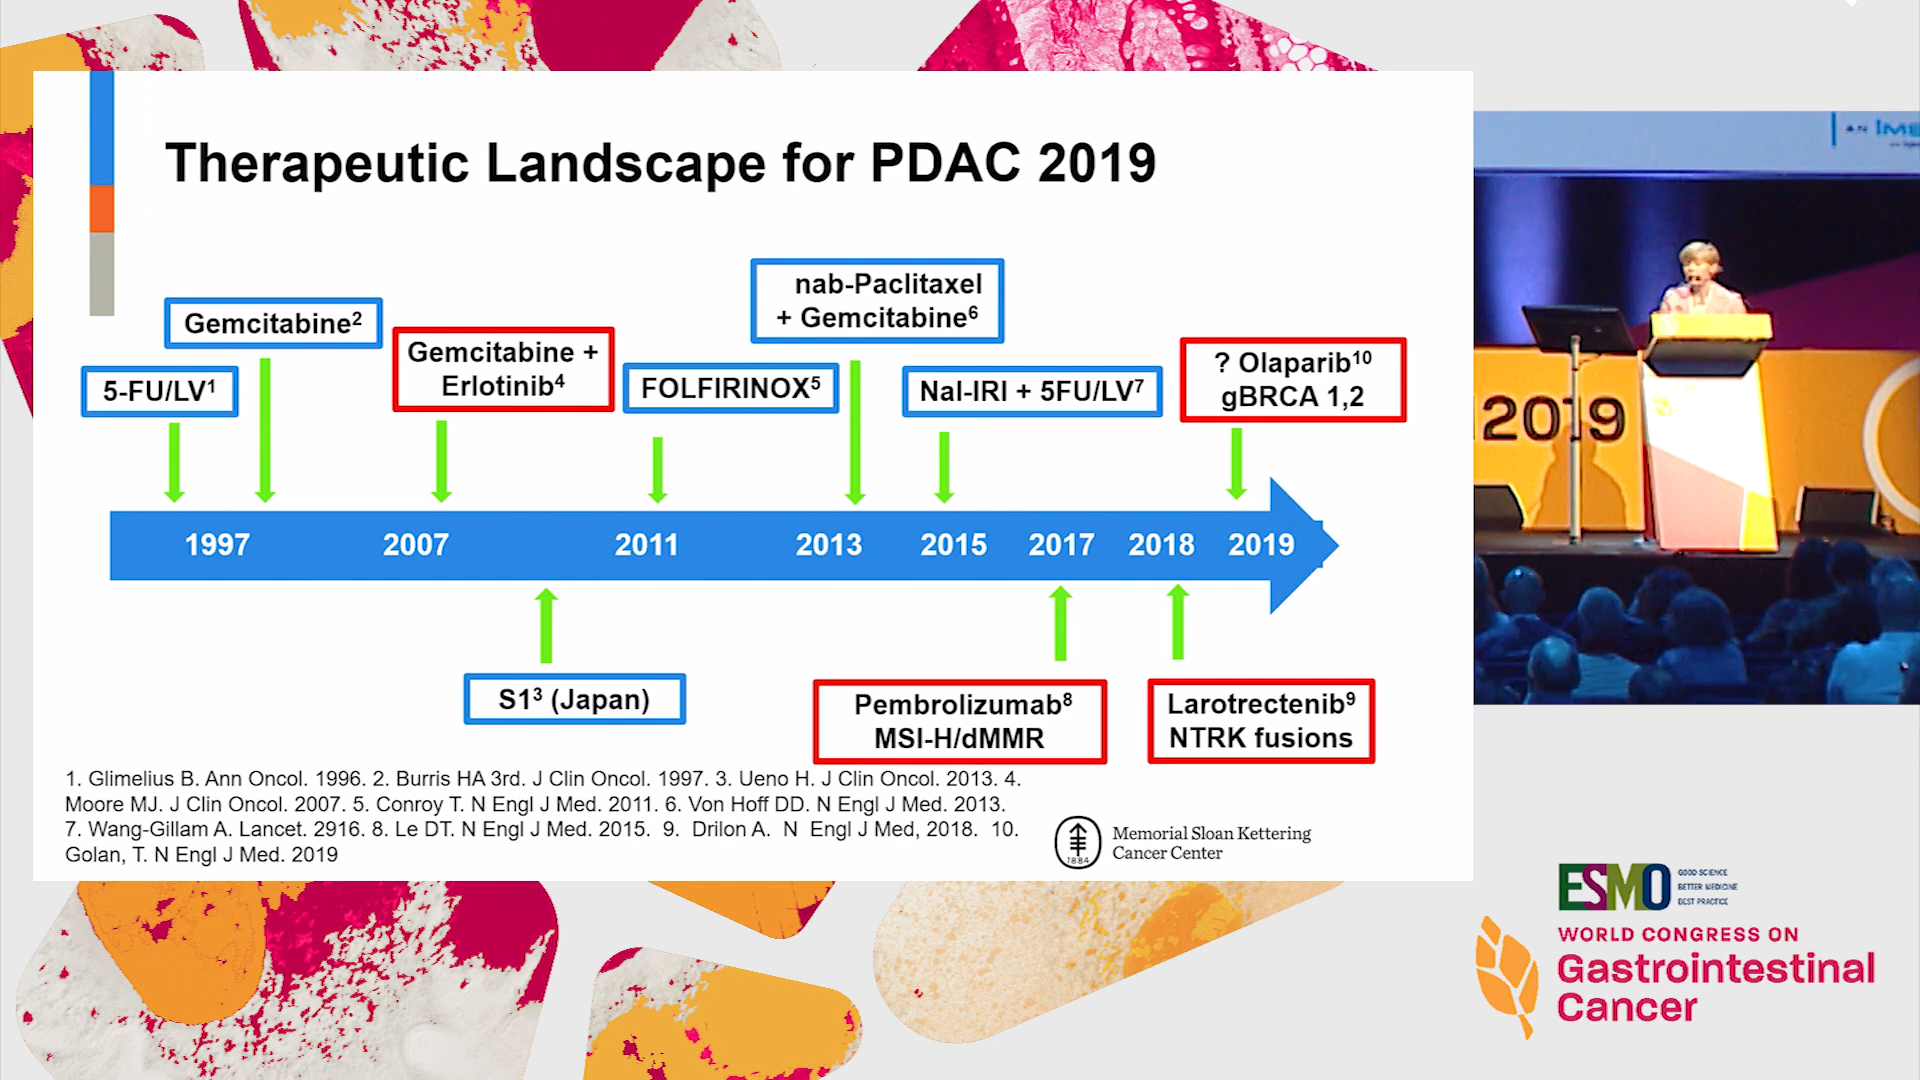 Therapeutic Landscape for PDAC 2019
nab-Paclitaxel
+ Gemcitabine⁶
Gemcitabine²
Gemcitabine +
Erlotinib⁴
? Olaparib¹⁰
gBRCA 1,2
5-FU/LV¹
FOLFIRINOX⁵
Nal-IRI + 5FU/LV⁷
1997
2007
2011
2013
2015
2017
2018
2019
S1³ (Japan)
Pembrolizumab⁸
MSI-H/dMMR
Larotrectenib⁹
NTRK fusions
1. Glimelius B. Ann Oncol. 1996. 2. Burris HA 3rd. J Clin Oncol. 1997. 3. Ueno H. J Clin Oncol. 2013. 4.
Moore MJ. J Clin Oncol. 2007. 5. Conroy T. N Engl J Med. 2011. 6. Von Hoff DD. N Engl J Med. 2013.
7. Wang-Gillam A. Lancet. 2916. 8. Le DT. N Engl J Med. 2015. 9. Drilon A. N Engl J Med, 2018. 10.
Golan, T. N Engl J Med. 2019
1884
Memorial Sloan Kettering
Cancer Center
AN
2019
ESMO
GOOD SCIENCE
BETTER MEDICINE
BEST PRACTICE
WORLD CONGRESS ON
Gastrointestinal
Cancer